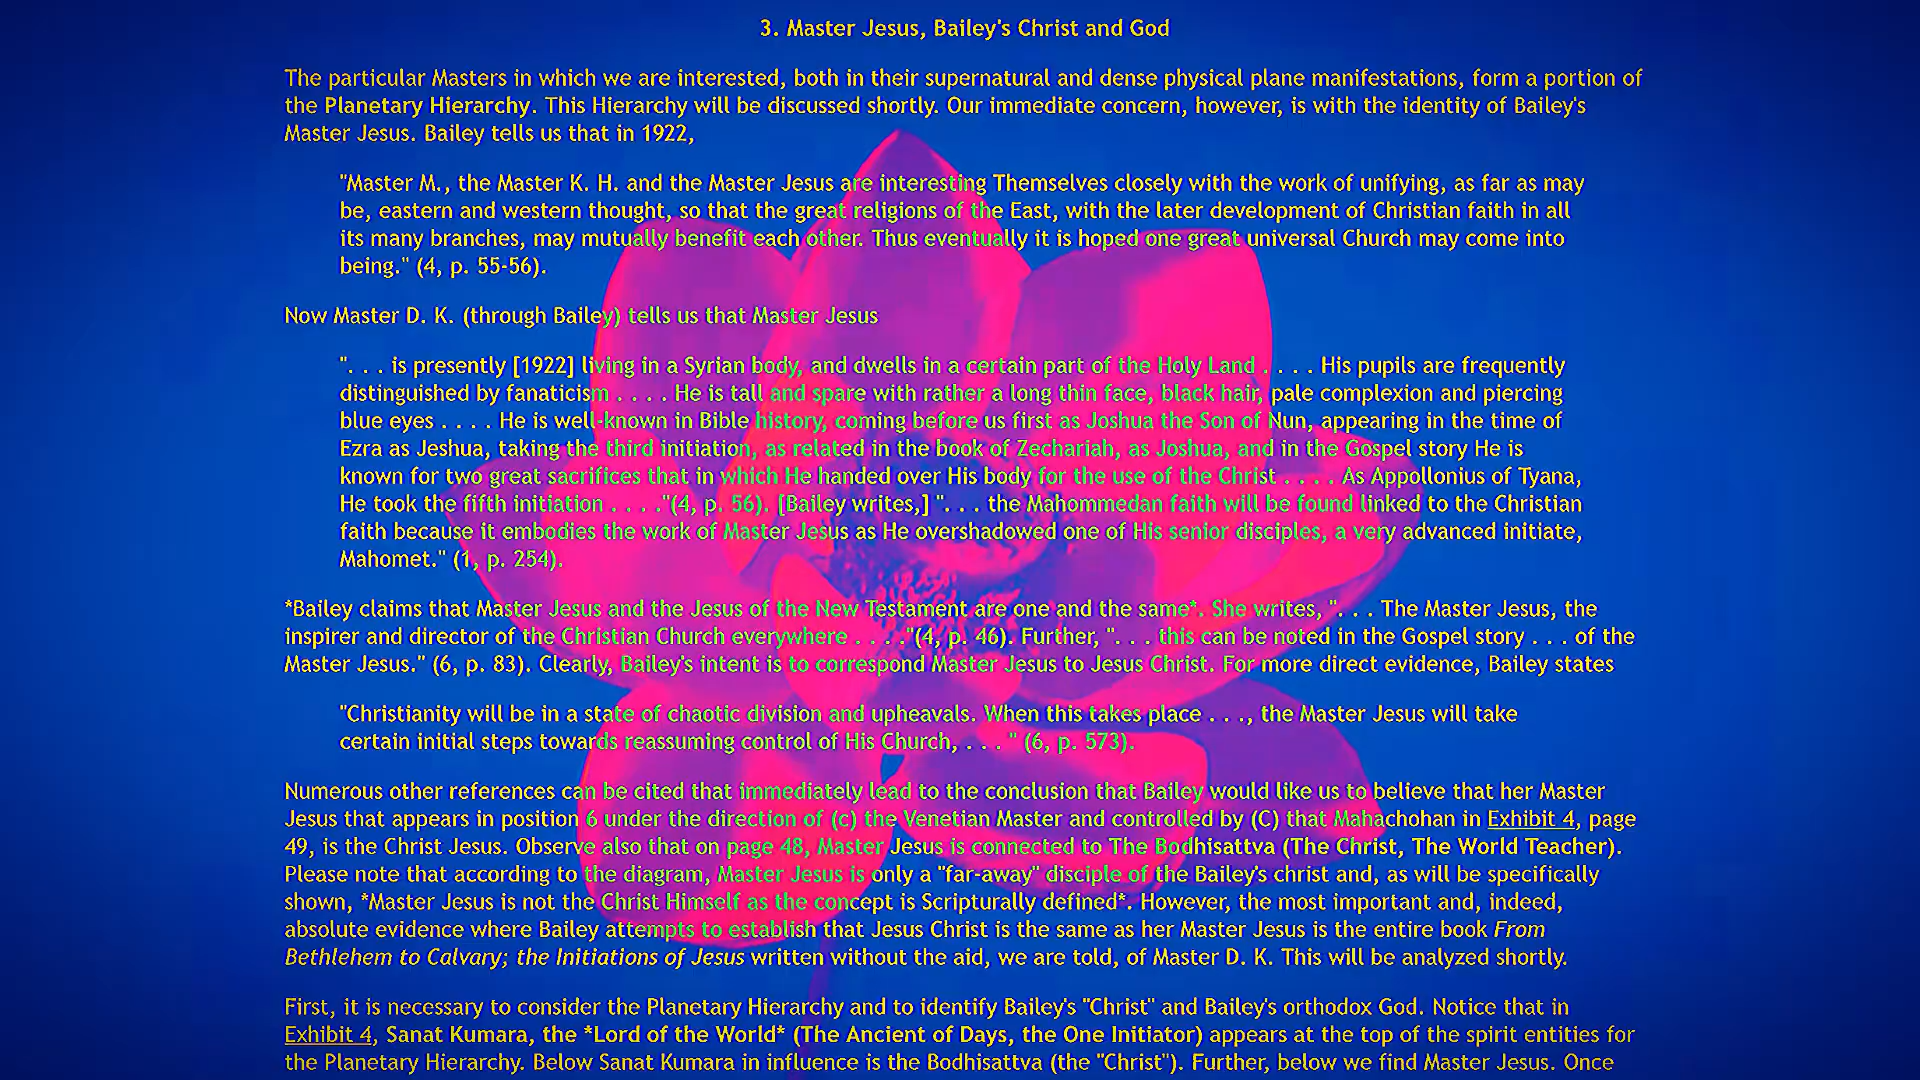 3. Master Jesus, Bailey's Christ and God
The particular Masters in which we are interested, both in their supernatural and dense physical plane manifestations, form a portion of
the Planetary Hierarchy. This Hierarchy will be discussed shortly. Our immediate concern, however, is with the identity of Bailey's
Master Jesus. Bailey tells us that in 1922,
"Master M., the Master K. H. and the Master Jesus are interesting Themselves closely with the work of unifying, as far as may
be, eastern and western thought, so that the great religions of the East, with the later development of Christian faith in all
its many branches, may mutually benefit each other. Thus eventually it is hoped one great universal Church may come into
being." (4, p. 55-56).
Now Master D. K. (through Bailey) tells us that Master Jesus
". . . is presently [1922] living in a Syrian body, and dwells in a certain part of the Holy Land . . . . His pupils are frequently
distinguished by fanaticism . . . . He is tall and spare with rather a long thin face, black hair, pale complexion and piercing
blue eyes . . . . He is well-known in Bible history, coming before us first as Joshua the Son of Nun, appearing in the time of
Ezra as Jeshua, taking the third initiation, as related in the book of Zechariah, as Joshua, and in the Gospel story He is
known for two great sacrifices that in which He handed over His body for the use of the Christ . . . . As Appollonius of Tyana,
He took the fifth initiation . . . ."(4, p. 56). [Bailey writes,] ". . . the Mahommedan faith will be found linked to the Christian
faith because it embodies the work of Master Jesus as He overshadowed one of His senior disciples, a very advanced initiate,
Mahomet." (1, p. 254).
*Bailey claims that Master Jesus and the Jesus of the New Testament are one and the same*. She writes, ". . . The Master Jesus, the
inspirer and director of the Christian Church everywhere . . . ."(4, p. 46). Further, ". . . this can be noted in the Gospel story . . . of the
Master Jesus." (6, p. 83). Clearly, Bailey's intent is to correspond Master Jesus to Jesus Christ. For more direct evidence, Bailey states
"Christianity will be in a state of chaotic division and upheavals. When this takes place . . ., the Master Jesus will take
certain initial steps towards reassuming control of His Church, . . . " (6, p. 573).
Numerous other references can be cited that immediately lead to the conclusion that Bailey would like us to believe that her Master
Jesus that appears in position 6 under the direction of (c) the Venetian Master and controlled by (C) that Mahachohan in Exhibit 4, page
49, is the Christ Jesus. Observe also that on page 48, Master Jesus is connected to The Bodhisattva (The Christ, The World Teacher).
Please note that according to the diagram, Master Jesus is only a "far-away" disciple of the Bailey's christ and, as will be specifically
shown, *Master Jesus is not the Christ Himself as the concept is Scripturally defined*. However, the most important and, indeed,
absolute evidence where Bailey attempts to establish that Jesus Christ is the same as her Master Jesus is the entire book From
Bethlehem to Calvary; the Initiations of Jesus written without the aid, we are told, of Master D. K. This will be analyzed shortly.
First, it is necessary to consider the Planetary Hierarchy and to identify Bailey's "Christ" and Bailey's orthodox God. Notice that in
Exhibit 4, Sanat Kumara, the *Lord of the World* (The Ancient of Days, the One Initiator) appears at the top of the spirit entities for
the Planetary Hierarchy. Below Sanat Kumara in influence is the Bodhisattva (the "Christ"). Further, below we find Master Jesus. Once